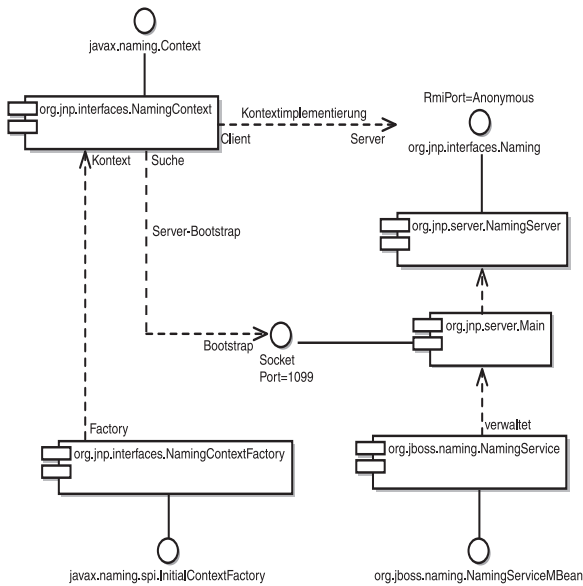 javax.naming.Context
org.jnp.interfaces.NamingContext
Kontextimplementierung
RmiPort=Anonymous
Client
Server
org.jnp.interfaces.Naming
Kontext
Suche
Server-Bootstrap
org.jnp.server.NamingServer
org.jnp.server.Main
Bootstrap
Socket
Port=1099
Factory
verwaltet
org.jnp.interfaces.NamingContextFactory
org.jboss.naming.NamingService
javax.naming.spi.InitialContextFactory
org.jboss.naming.NamingServiceMBean